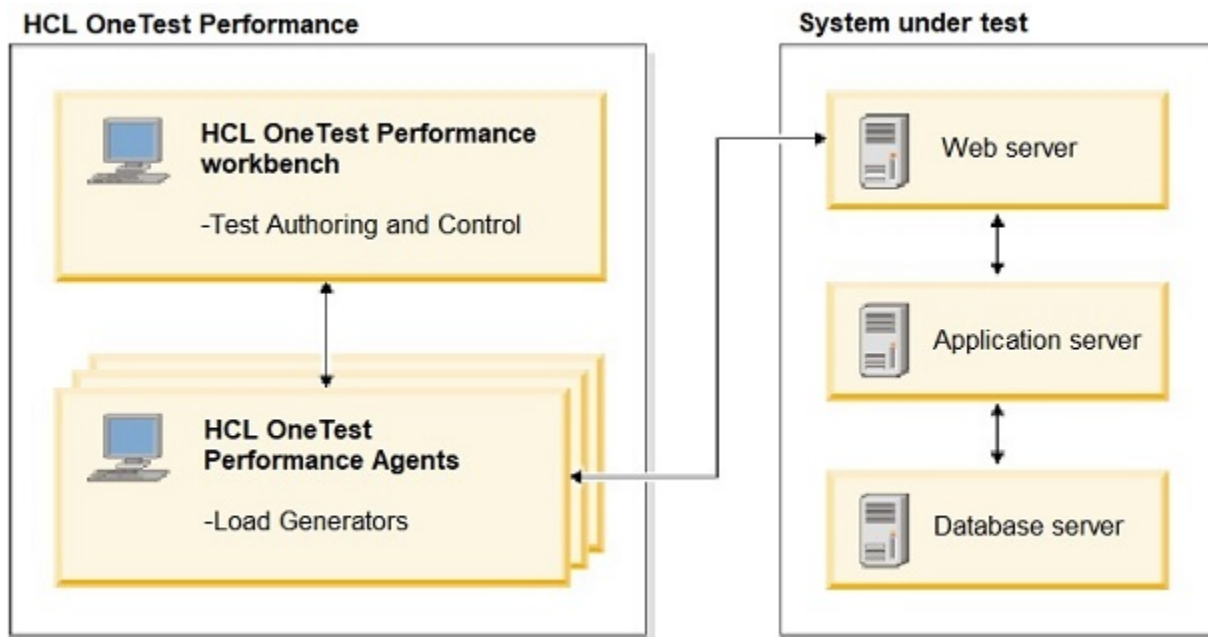 HCL OneTest Performance
HCL OneTest Performance
workbench
-Test Authoring and Control
HCL OneTest
Performance Agents
-Load Generators
System under test
Web server
Application server
Database server